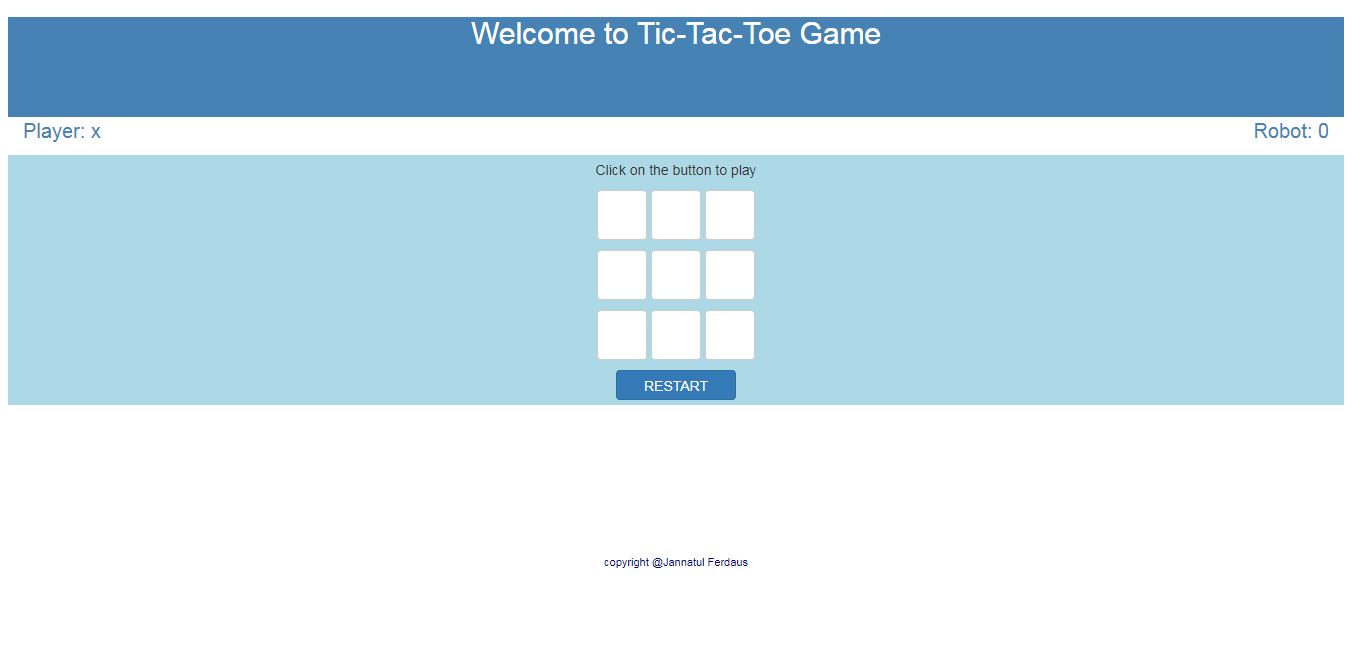 Welcome to Tic-Tac-Toe Game
Player: x
Robot: 0
Click on the button to play
RESTART
copyright @Jannatul Ferdaus